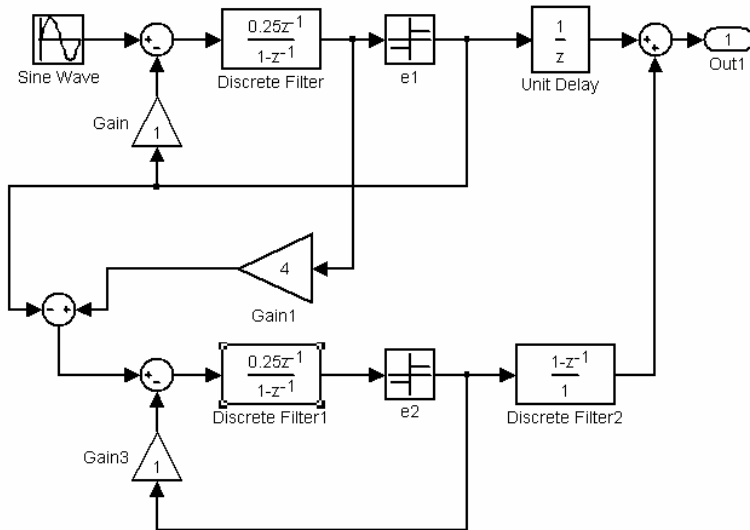 0.25z-1
1-z-1
1
z
1
Sine Wave
Discrete Filter
e1
Unit Delay
Out1
Gain
1
4
Gain1
0.25z-1
1-z-1
1-z-1
1
Discrete Filter1
e2
Discrete Filter2
Gain3
1